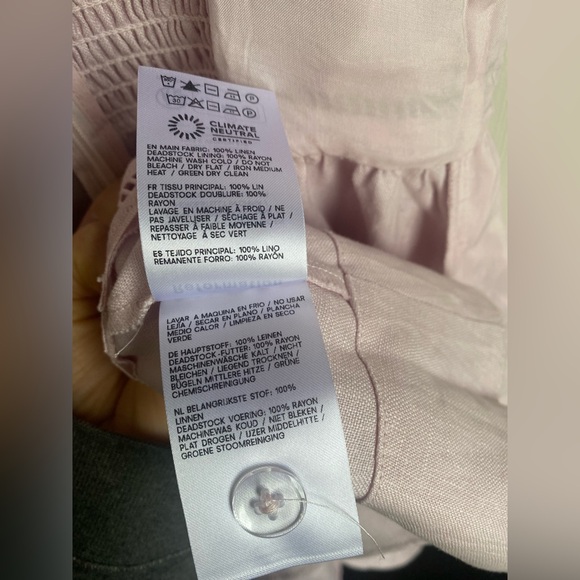 CLIMATE
NEUTRAL
CERTIFIED
EN MAIN FABRIC: 100% LINEN
DEADSTOCK LINING: 100% RAYON
MACHINE WASH COLD / DO NOT
BLEACH / DRY FLAT / IRON MEDIUM
HEAT / GREEN DRY CLEAN
FR TISSU PRINCIPAL: 100% LIN
DEADSTOCK DOUBLURE: 100%
RAYON
LAVAGE EN MACHINE À FROID / NE
PAS JAVELLISER / SÉCHAGE À PLAT /
REPASSER À FAIBLE MOYENNE /
NETTOYAGE À SEC VERT
ES TEJIDO PRINCIPAL: 100% LINO
REMANENTE FORRO: 100% RAYÓN
Reformation
LAVAR A MAQUINA EN FRIO / NO USAR
LEJÍA / SECAR EN PLANO / PLANCHA
MEDIO CALOR / LIMPIEZA EN SECO
VERDE
DE HAUPTSTOFF: 100% LEINEN
DEADSTOCK-FUTTER: 100% RAYON
MASCHINENWÄSCHE KALT / NICHT
BLEICHEN / LIEGEND TROCKNEN /
BÜGELN MITTLERE HITZE / GRÜNE
CHEMISCHREINIGUNG
NL BELANGRIJKSTE STOF: 100%
LINNEN
DEADSTOCK VOERING: 100% RAYON
MACHINEWAS KOUD / NIET BLEKEN /
PLAT DROGEN / IJZER MIDDELHITTE /
GROENE STOOMREINIGING